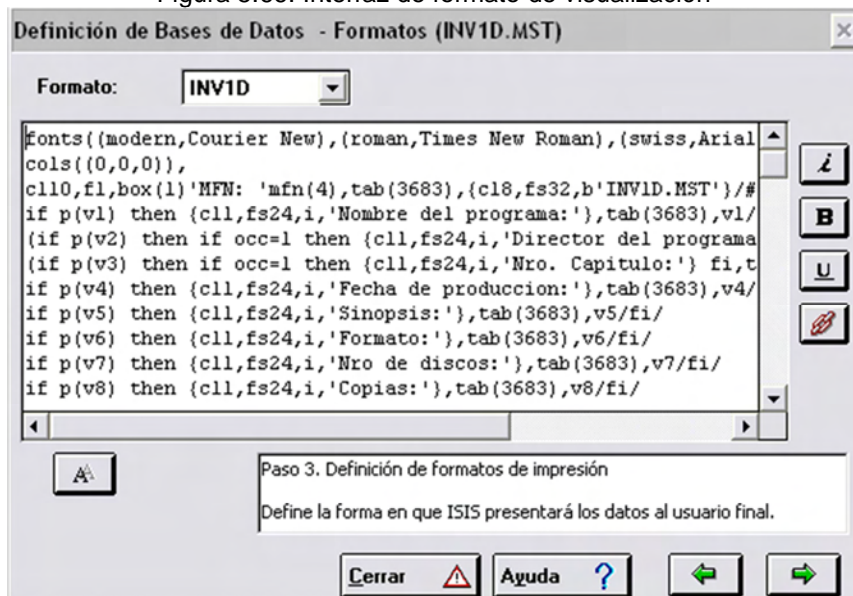 Figura 3.33. Interfaz de formato de visualización
Definición de Bases de Datos - Formatos (INV1D.MST)
Formato: INV1D
fonts((modern,Courier New),(roman,Times New Roman),(swiss,Arial
cols((0,0,0)),
cl10,fl,box(1)'MFN: 'mfn(4),tab(3683),{cl8,fs32,b'INV1D.MST'}/#
if p(v1) then {cl1,fs24,i,'Nombre del programa:'},tab(3683),v1/
(if p(v2) then if occ=1 then {cl1,fs24,i,'Director del programa
(if p(v3) then if occ=1 then {cl1,fs24,i,'Nro. Capitulo:'} fi,t
if p(v4) then {cl1,fs24,i,'Fecha de produccion:'},tab(3683),v4/
if p(v5) then {cl1,fs24,i,'Sinopsis:'},tab(3683),v5/fi/
if p(v6) then {cl1,fs24,i,'Formato:'},tab(3683),v6/fi/
if p(v7) then {cl1,fs24,i,'Nro de discos:'},tab(3683),v7/fi/
if p(v8) then {cl1,fs24,i,'Copias:'},tab(3683),v8/fi/
i
B
U
A
Paso 3. Definición de formatos de impresión
Define la forma en que ISIS presentará los datos al usuario final.
Cerrar Ayuda ?